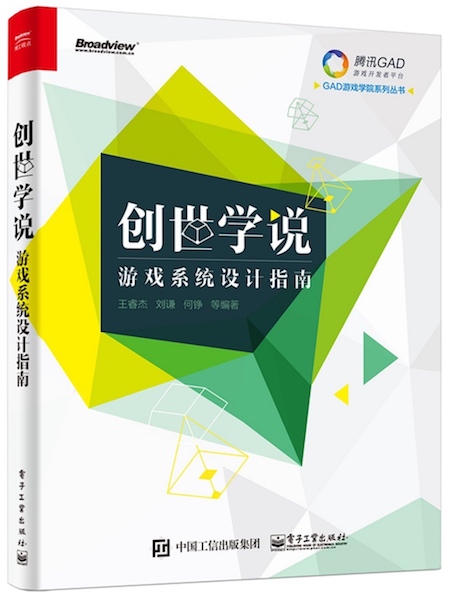 Broadview®
腾讯GAD
游戏开发者平台
GAD游戏学院系列丛书
创世学说
游戏系统设计指南
王睿杰 刘谦 何铮 等编著
中国工信出版集团
电子工业出版社
创世学说
游戏系统设计指南
电子工业出版社